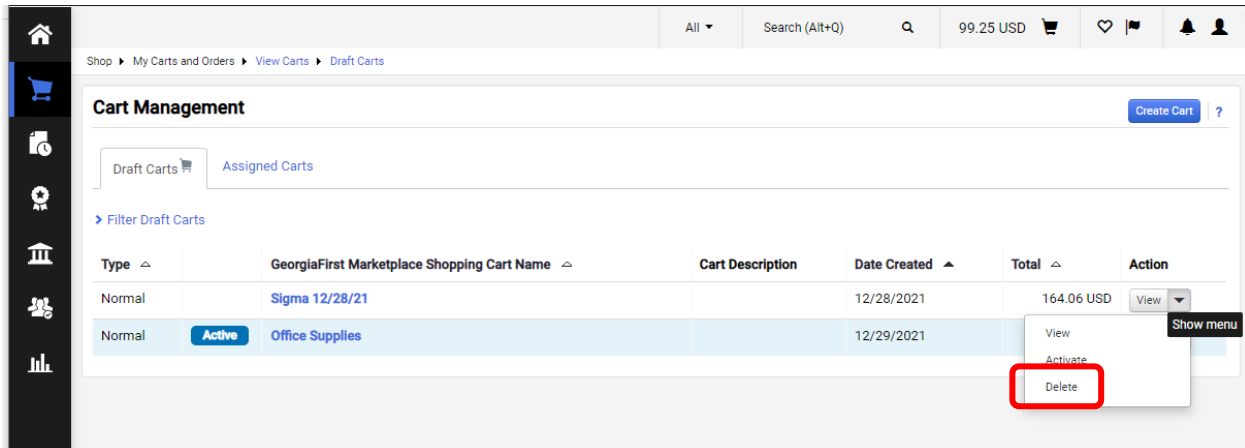 All Search (Alt+Q) 99.25 USD
Shop My Carts and Orders View Carts Draft Carts
Cart Management Create Cart ?
Draft Carts Assigned Carts
Filter Draft Carts
Type GeorgiaFirst Marketplace Shopping Cart Name Cart Description Date Created Total Action
Normal Sigma 12/28/21 12/28/2021 164.06 USD View
Show menu
Normal Active Office Supplies 12/29/2021
View
Activate
Delete